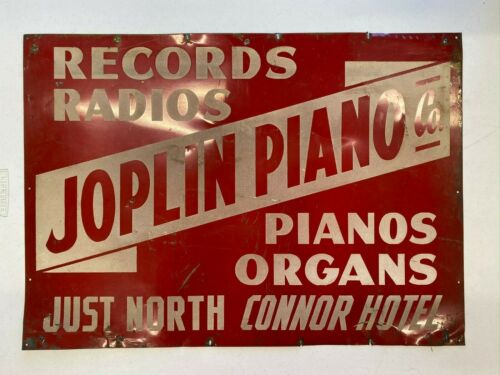 RECORDS
RADIOS
JOPLIN PIANO Co.
PIANOS
ORGANS
JUST NORTH CONNOR HOTEL